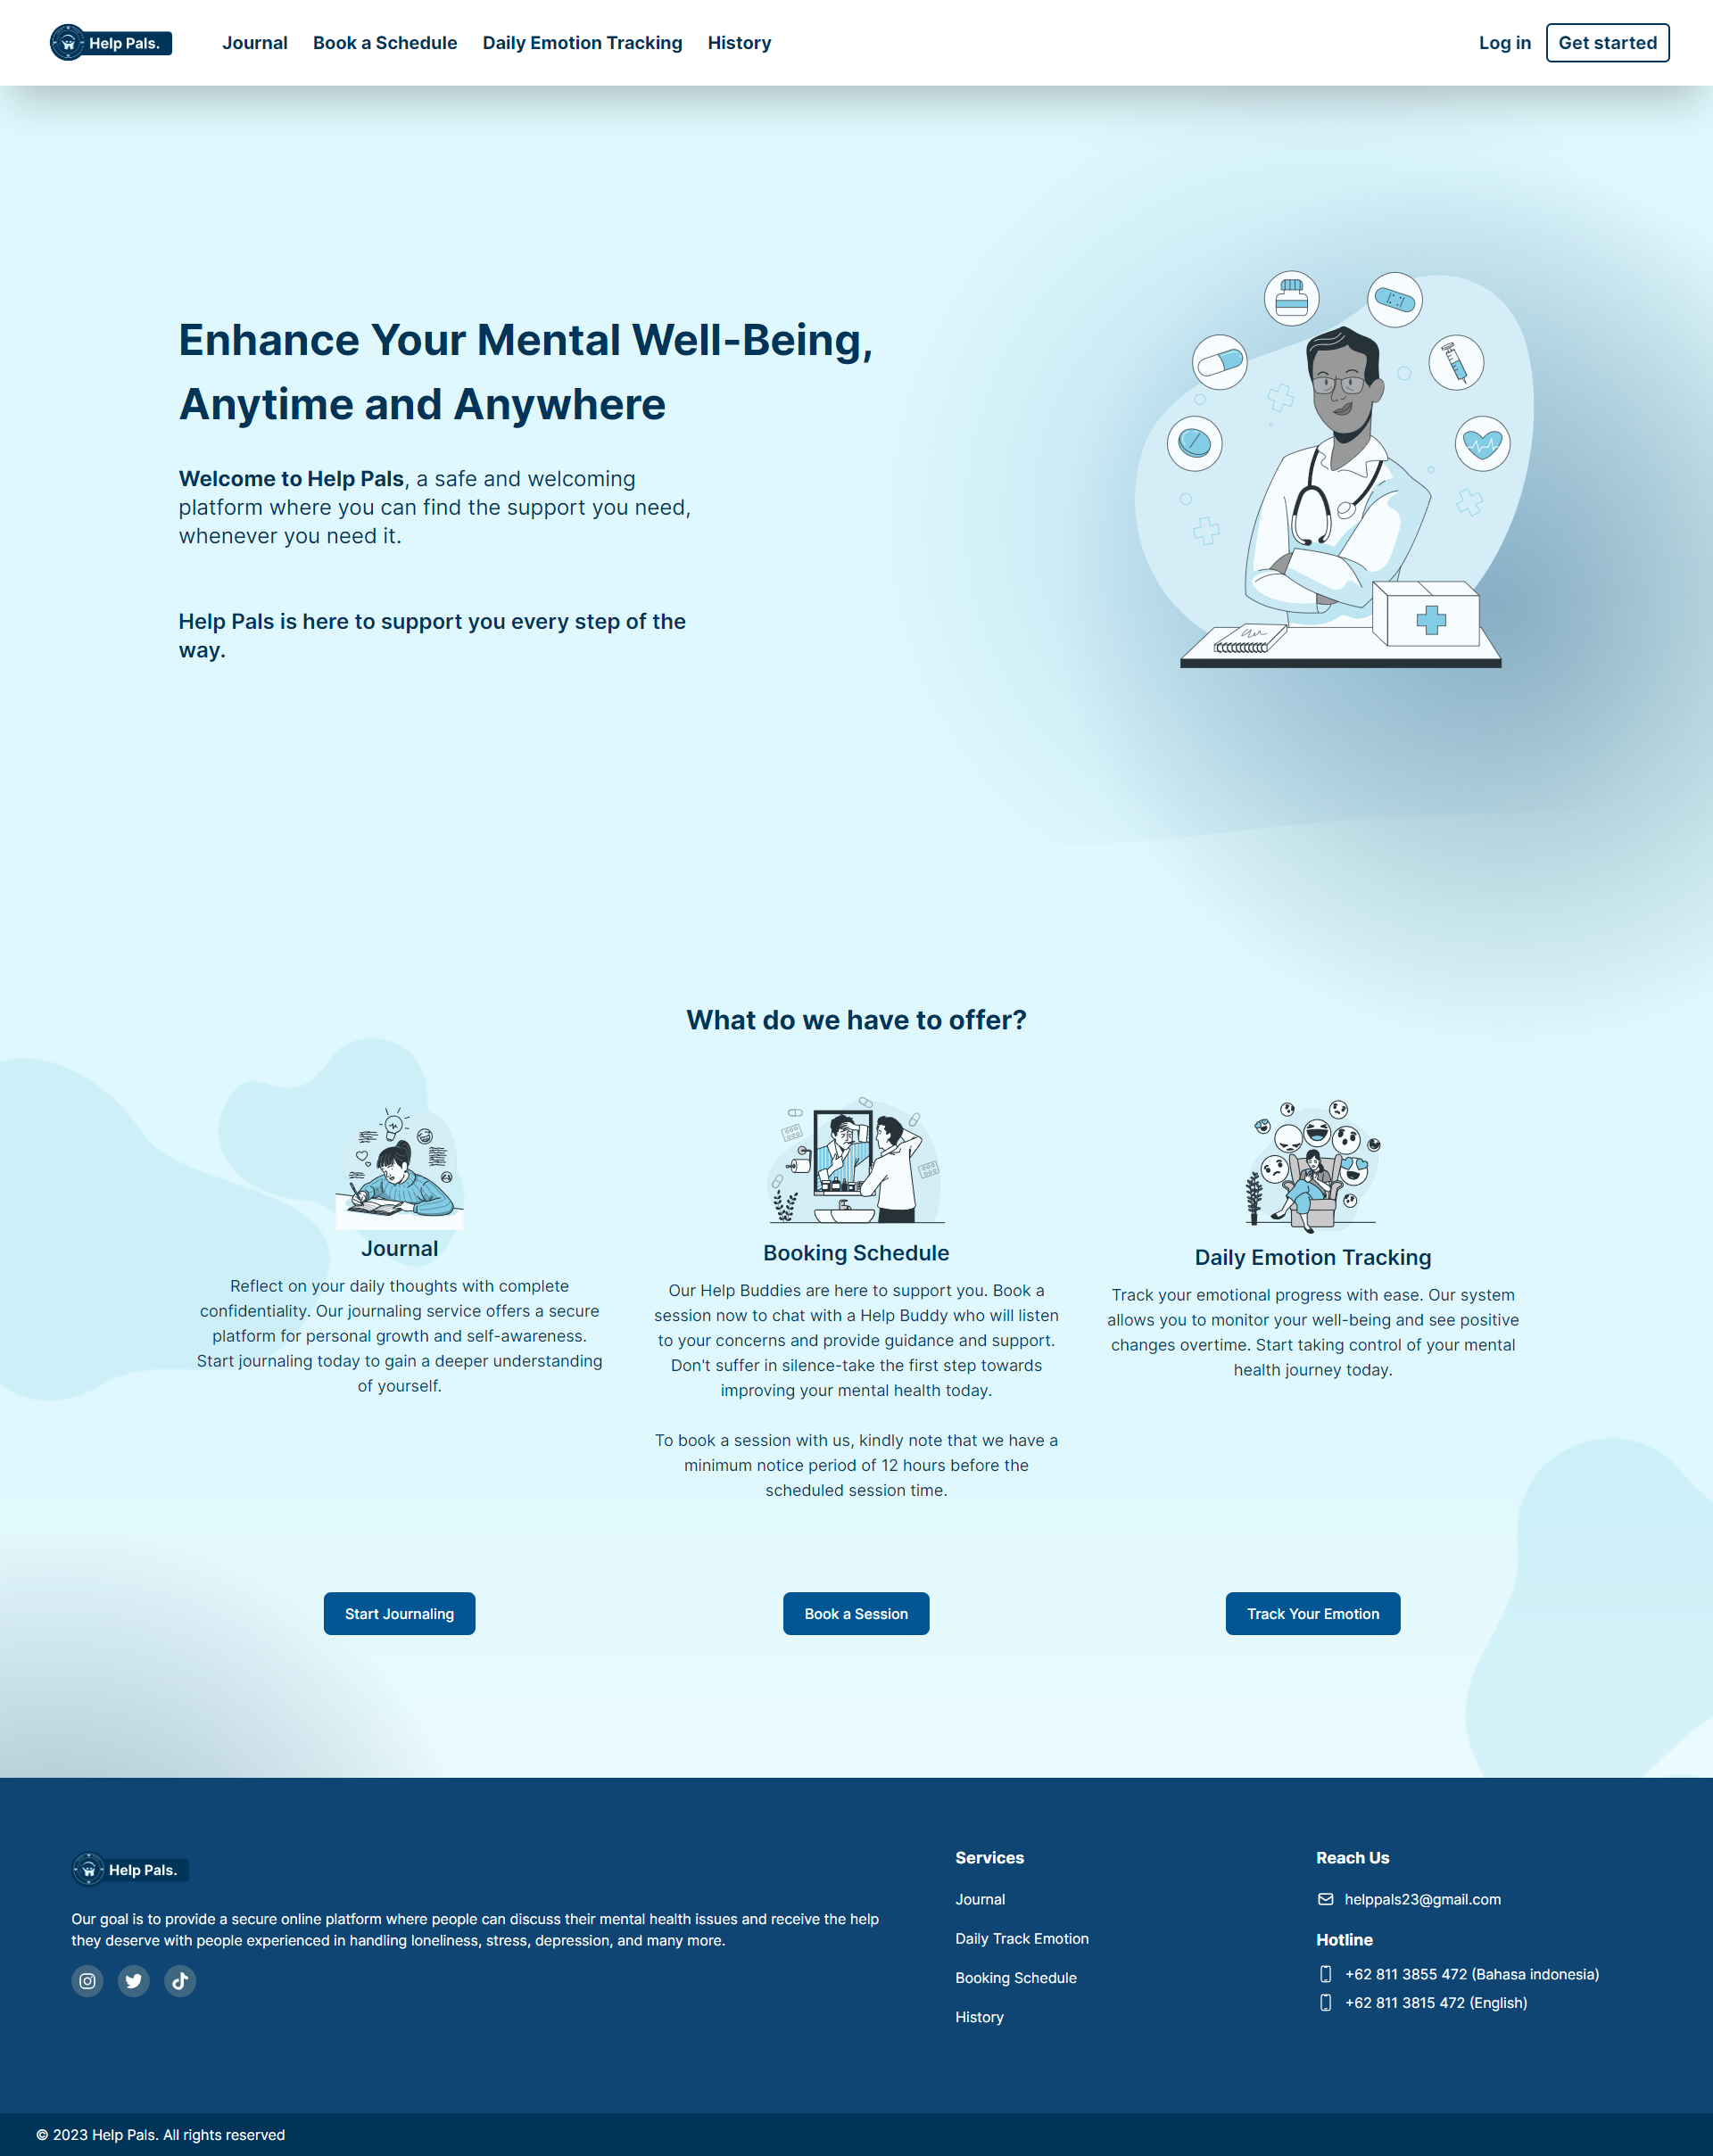 Help Pals.
Journal
Book a Schedule
Daily Emotion Tracking
History
Log in
Get started
Enhance Your Mental Well-Being,
Anytime and Anywhere
Welcome to Help Pals, a safe and welcoming
platform where you can find the support you need,
whenever you need it.
Help Pals is here to support you every step of the
way.
What do we have to offer?
Journal
Reflect on your daily thoughts with complete
confidentiality. Our journaling service offers a secure
platform for personal growth and self-awareness.
Start journaling today to gain a deeper understanding
of yourself.
Start Journaling
Booking Schedule
Our Help Buddies are here to support you. Book a
session now to chat with a Help Buddy who will listen
to your concerns and provide guidance and support.
Don't suffer in silence-take the first step towards
improving your mental health today.
To book a session with us, kindly note that we have a
minimum notice period of 12 hours before the
scheduled session time.
Book a Session
Daily Emotion Tracking
Track your emotional progress with ease. Our system
allows you to monitor your well-being and see positive
changes overtime. Start taking control of your mental
health journey today.
Track Your Emotion
Help Pals.
Our goal is to provide a secure online platform where people can discuss their mental health issues and receive the help
they deserve with people experienced in handling loneliness, stress, depression, and many more.
Services
Journal
Daily Track Emotion
Booking Schedule
History
Reach Us
helppals23@gmail.com
Hotline
+62 811 3855 472 (Bahasa indonesia)
+62 811 3815 472 (English)
© 2023 Help Pals. All rights reserved